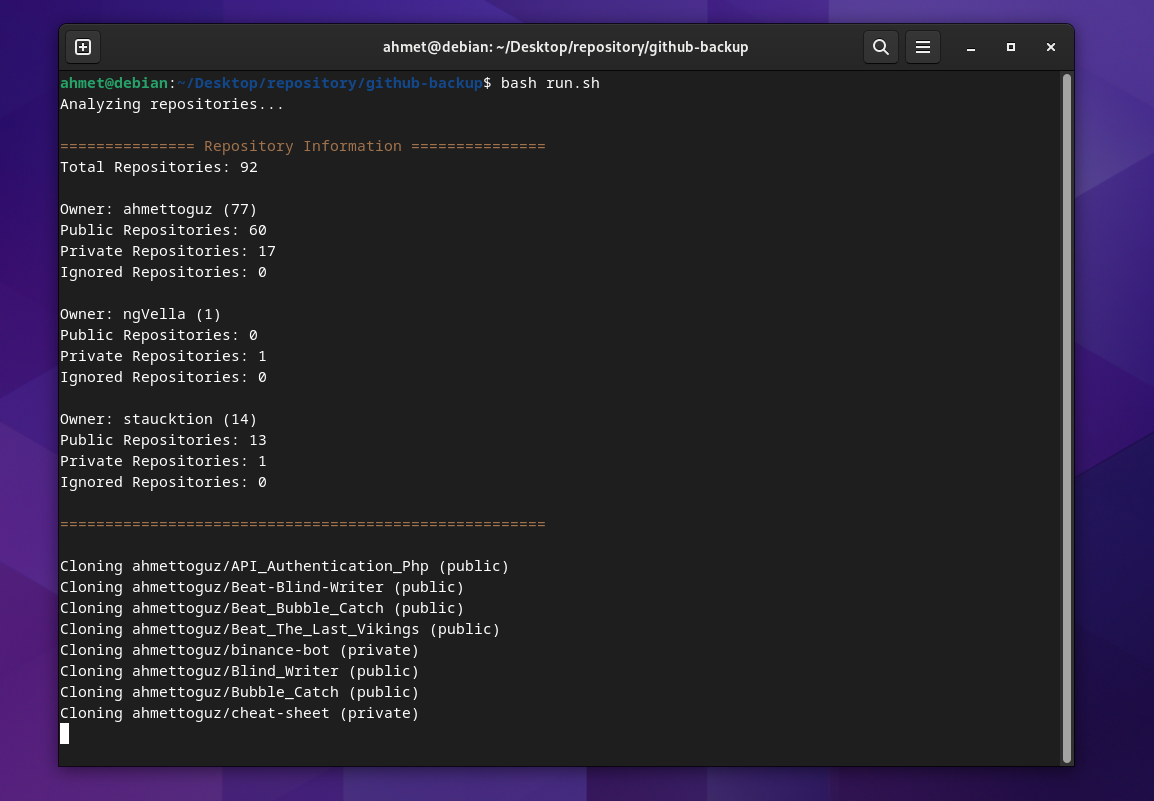 ahmet@debian: ~/Desktop/repository/github-backup
ahmet@debian:~/Desktop/repository/github-backup$ bash run.sh
Analyzing repositories...
=============== Repository Information ===============
Total Repositories: 92
Owner: ahmettoguz (77)
Public Repositories: 60
Private Repositories: 17
Ignored Repositories: 0
Owner: ngVella (1)
Public Repositories: 0
Private Repositories: 1
Ignored Repositories: 0
Owner: staucktion (14)
Public Repositories: 13
Private Repositories: 1
Ignored Repositories: 0
======================================================
Cloning ahmettoguz/API_Authentication_Php (public)
Cloning ahmettoguz/Beat-Blind-Writer (public)
Cloning ahmettoguz/Beat_Bubble_Catch (public)
Cloning ahmettoguz/Beat_The_Last_Vikings (public)
Cloning ahmettoguz/binance-bot (private)
Cloning ahmettoguz/Blind_Writer (public)
Cloning ahmettoguz/Bubble_Catch (public)
Cloning ahmettoguz/cheat-sheet (private)